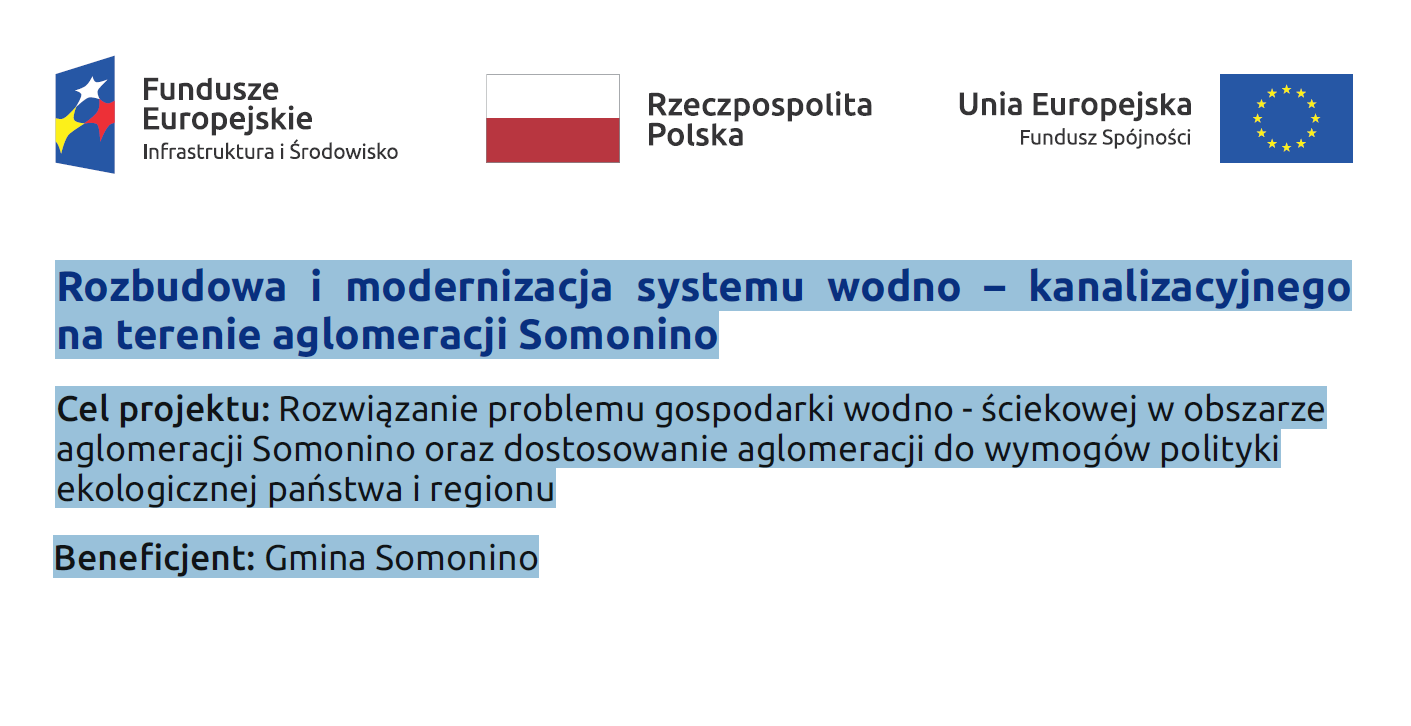 Fundusze
Europejskie
Infrastruktura i Środowisko
Rzeczpospolita
Polska
Unia Europejska
Fundusz Spójności
Rozbudowa i modernizacja systemu wodno – kanalizacyjnego
na terenie aglomeracji Somonino
Cel projektu: Rozwiązanie problemu gospodarki wodno - ściekowej w obszarze
aglomeracji Somonino oraz dostosowanie aglomeracji do wymogów polityki
ekologicznej państwa i regionu
Beneficjent: Gmina Somonino